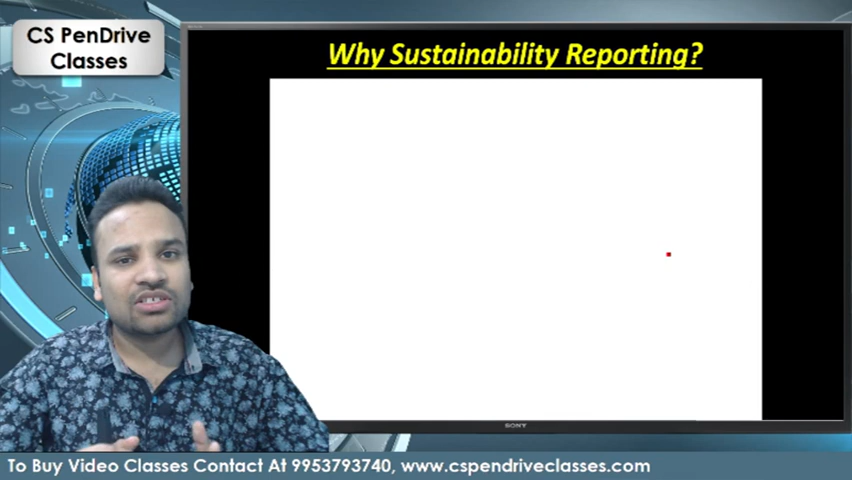 CS PenDrive
Classes
Why Sustainability Reporting?
SONY
To Buy Video Classes Contact At 9953793740, www.cspendriveclasses.com